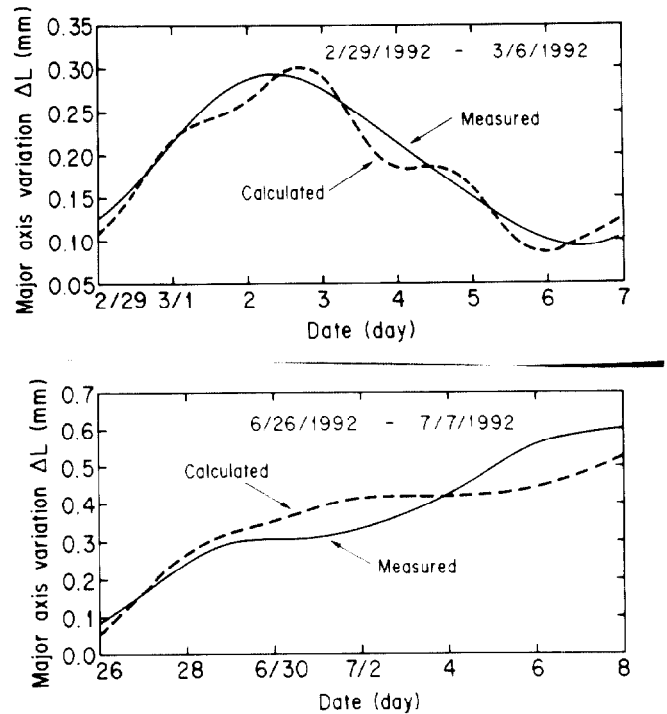 Major axis variation ΔL (mm)
0.35
0.30
0.25
0.20
0.15
0.10
0.05
2/29/1992 - 3/6/1992
Measured
Calculated
2/29 3/1 2 3 4 5 6 7
Date (day)
Major axis variation ΔL (mm)
0.7
0.6
0.5
0.4
0.3
0.2
0.1
0.0
6/26/1992 - 7/7/1992
Calculated
Measured
26 28 6/30 7/2 4 6 8
Date (day)